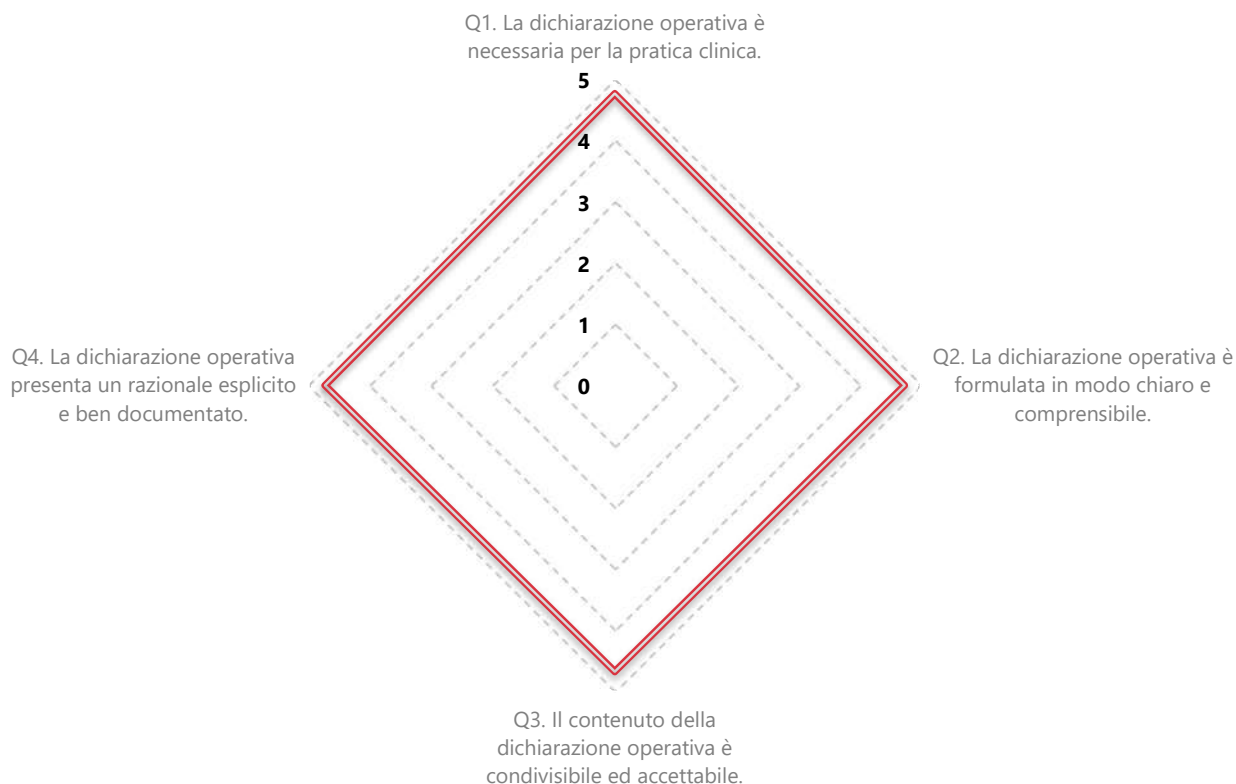 Q1. La dichiarazione operativa è
necessaria per la pratica clinica.
5
4
3
2
1
0
Q4. La dichiarazione operativa
presenta un razionale esplicito
e ben documentato.
Q2. La dichiarazione operativa è
formulata in modo chiaro e
comprensibile.
Q3. Il contenuto della
dichiarazione operativa è
condivisibile ed accettabile.